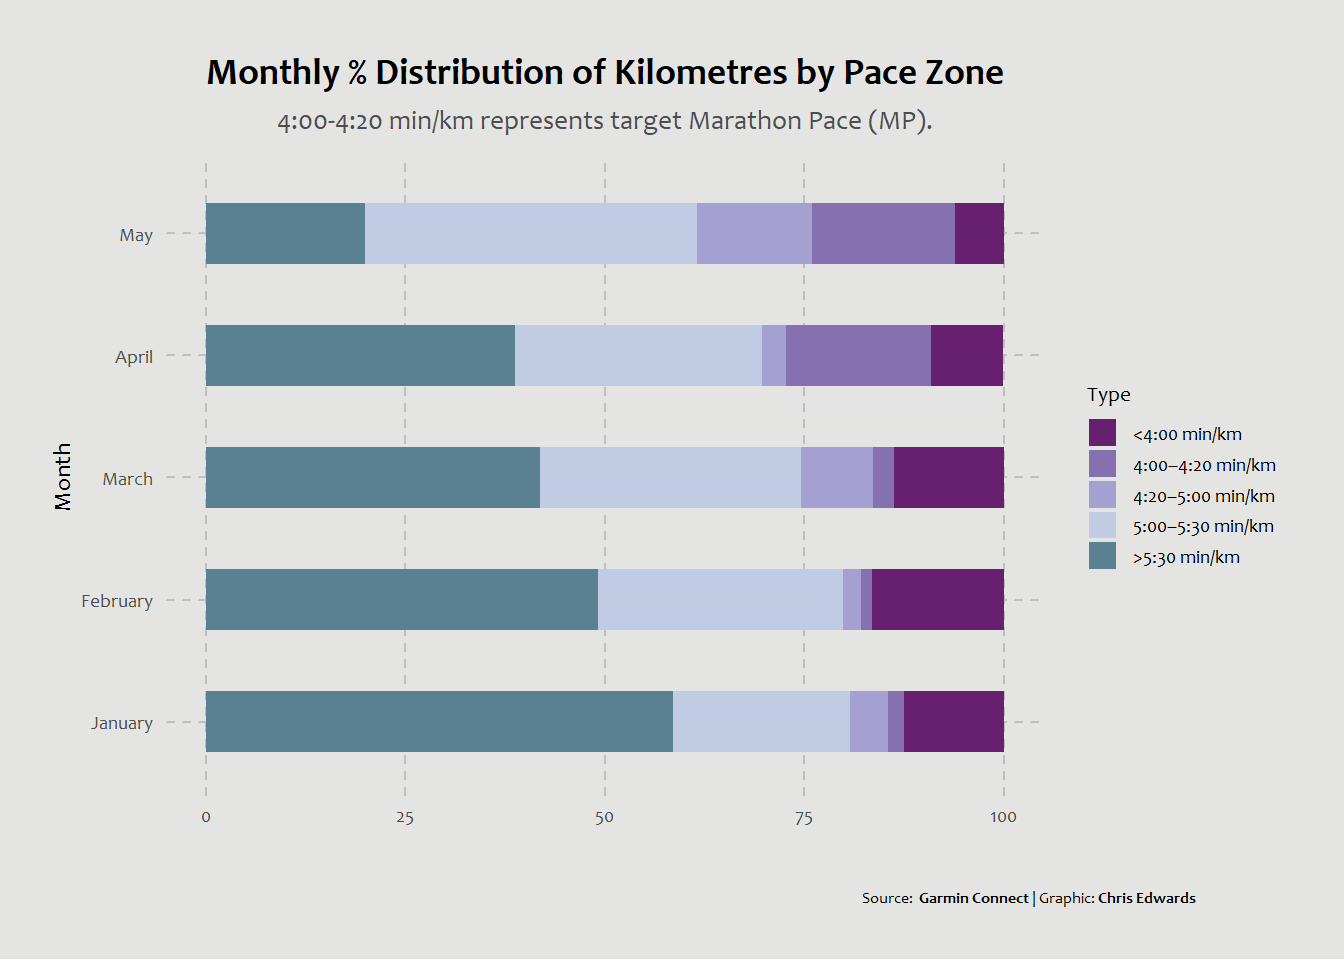 Monthly % Distribution of Kilometres by Pace Zone
4:00-4:20 min/km represents target Marathon Pace (MP).
Month
May
April
March
February
January
0 25 50 75 100
Type
<4:00 min/km
4:00–4:20 min/km
4:20–5:00 min/km
5:00–5:30 min/km
>5:30 min/km
Source: Garmin Connect | Graphic: Chris Edwards